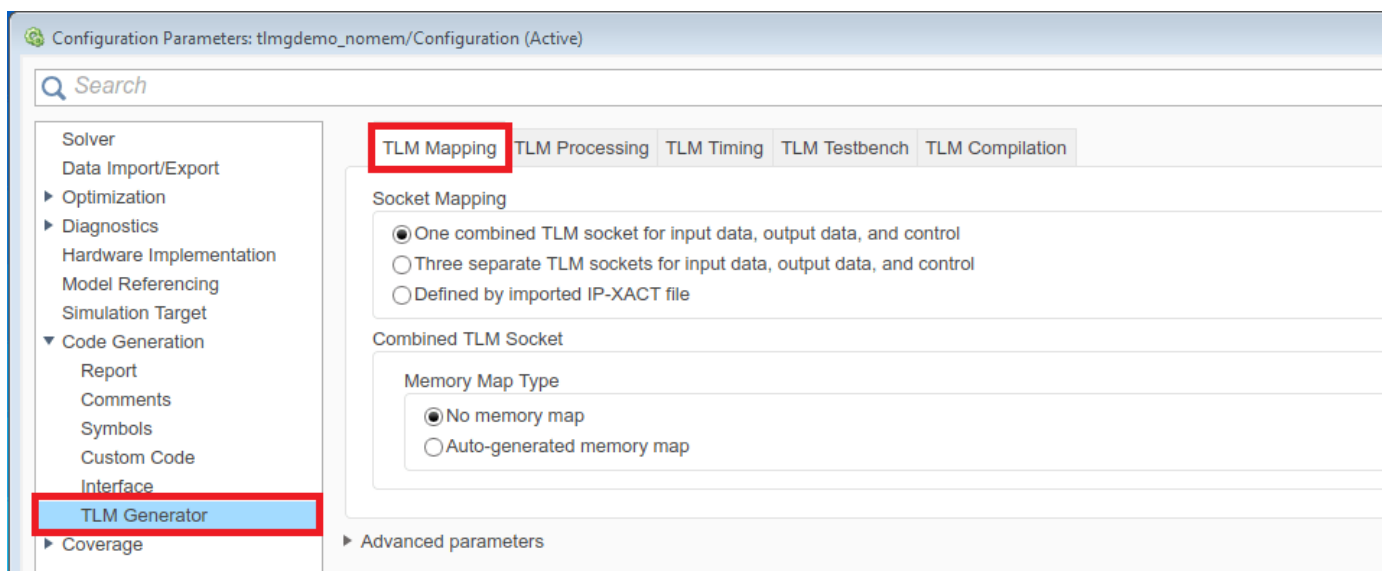 Configuration Parameters: tlmgdemo_nomem/Configuration (Active)
Search
Solver
Data Import/Export
Optimization
Diagnostics
Hardware Implementation
Model Referencing
Simulation Target
Code Generation
Report
Comments
Symbols
Custom Code
Interface
TLM Generator
Coverage
TLM Mapping TLM Processing TLM Timing TLM Testbench TLM Compilation
Socket Mapping
One combined TLM socket for input data, output data, and control
Three separate TLM sockets for input data, output data, and control
Defined by imported IP-XACT file
Combined TLM Socket
Memory Map Type
No memory map
Auto-generated memory map
Advanced parameters